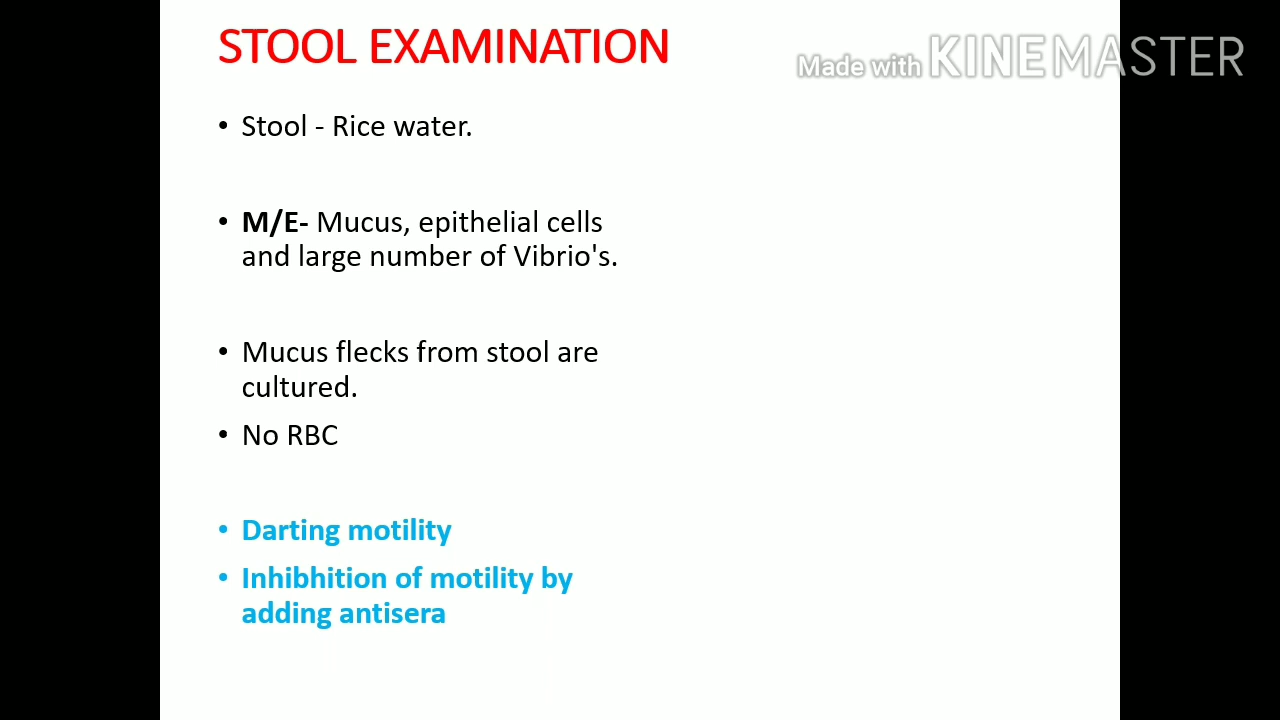 STOOL EXAMINATION
Made with KINEMASTER
• Stool - Rice water.
• M/E- Mucus, epithelial cells
and large number of Vibrio's.
• Mucus flecks from stool are
cultured.
• No RBC
• Darting motility
• Inhibhition of motility by
adding antisera